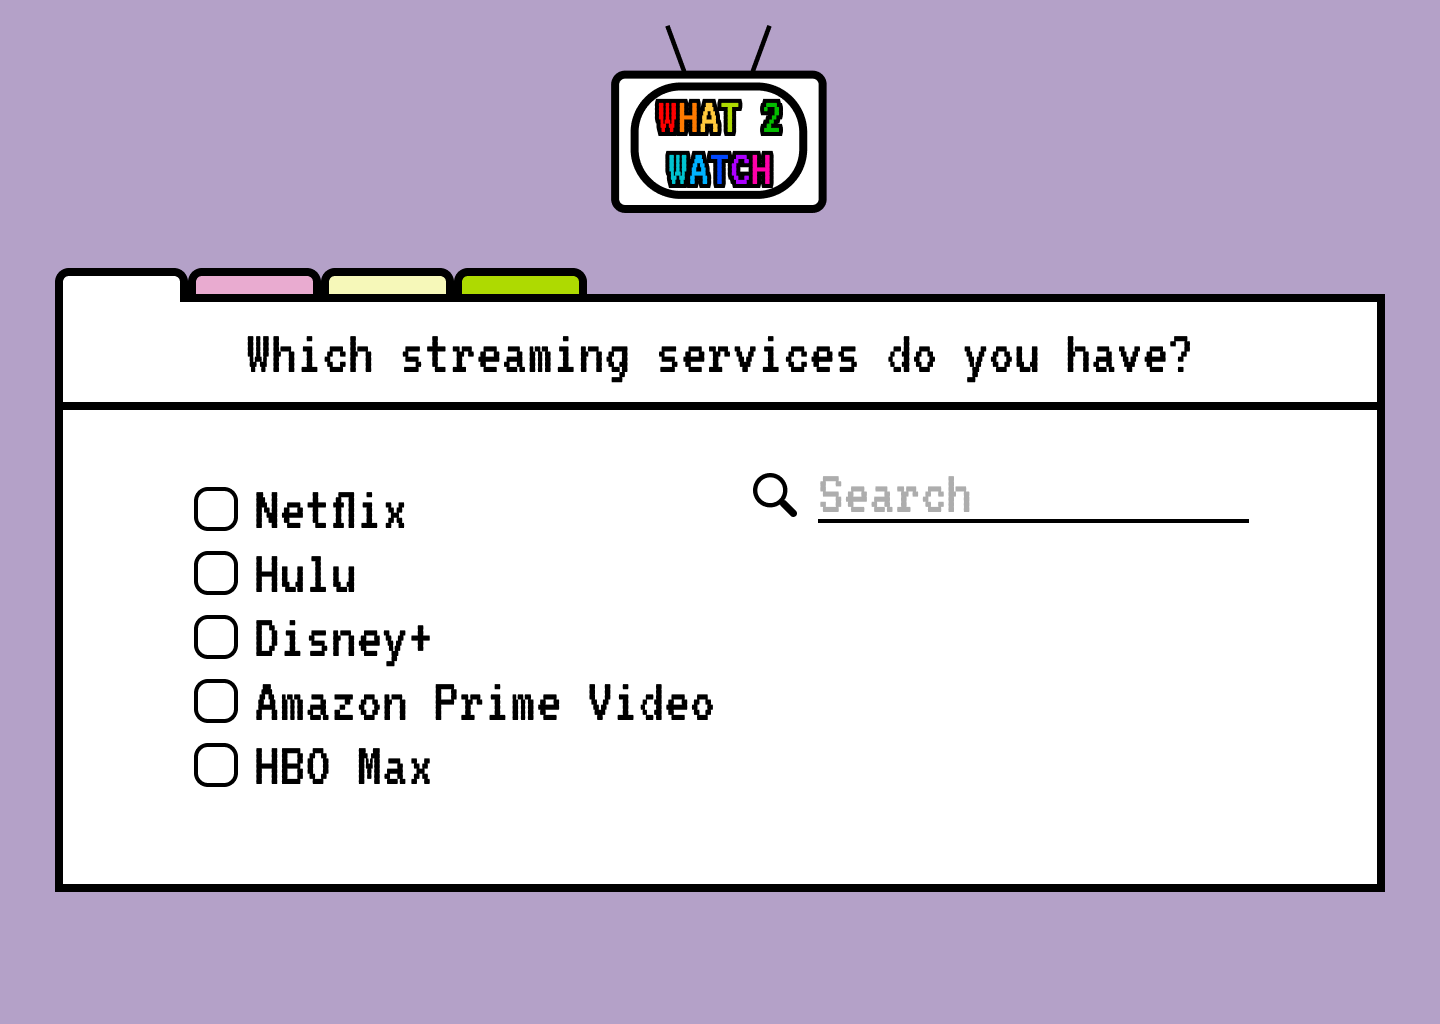 WHAT 2
WATCH
Which streaming services do you have?
Search
Netflix
Hulu
Disney+
Amazon Prime Video
HBO Max